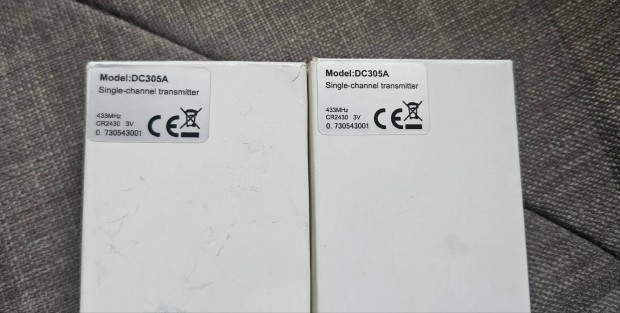 Model:DC305A
Single-channel transmitter
433MHz
CR2430 3V
0. 730543001
CE
Model:DC305A
Single-channel transmitter
433MHz
CR2430 3V
0. 730543001
CE